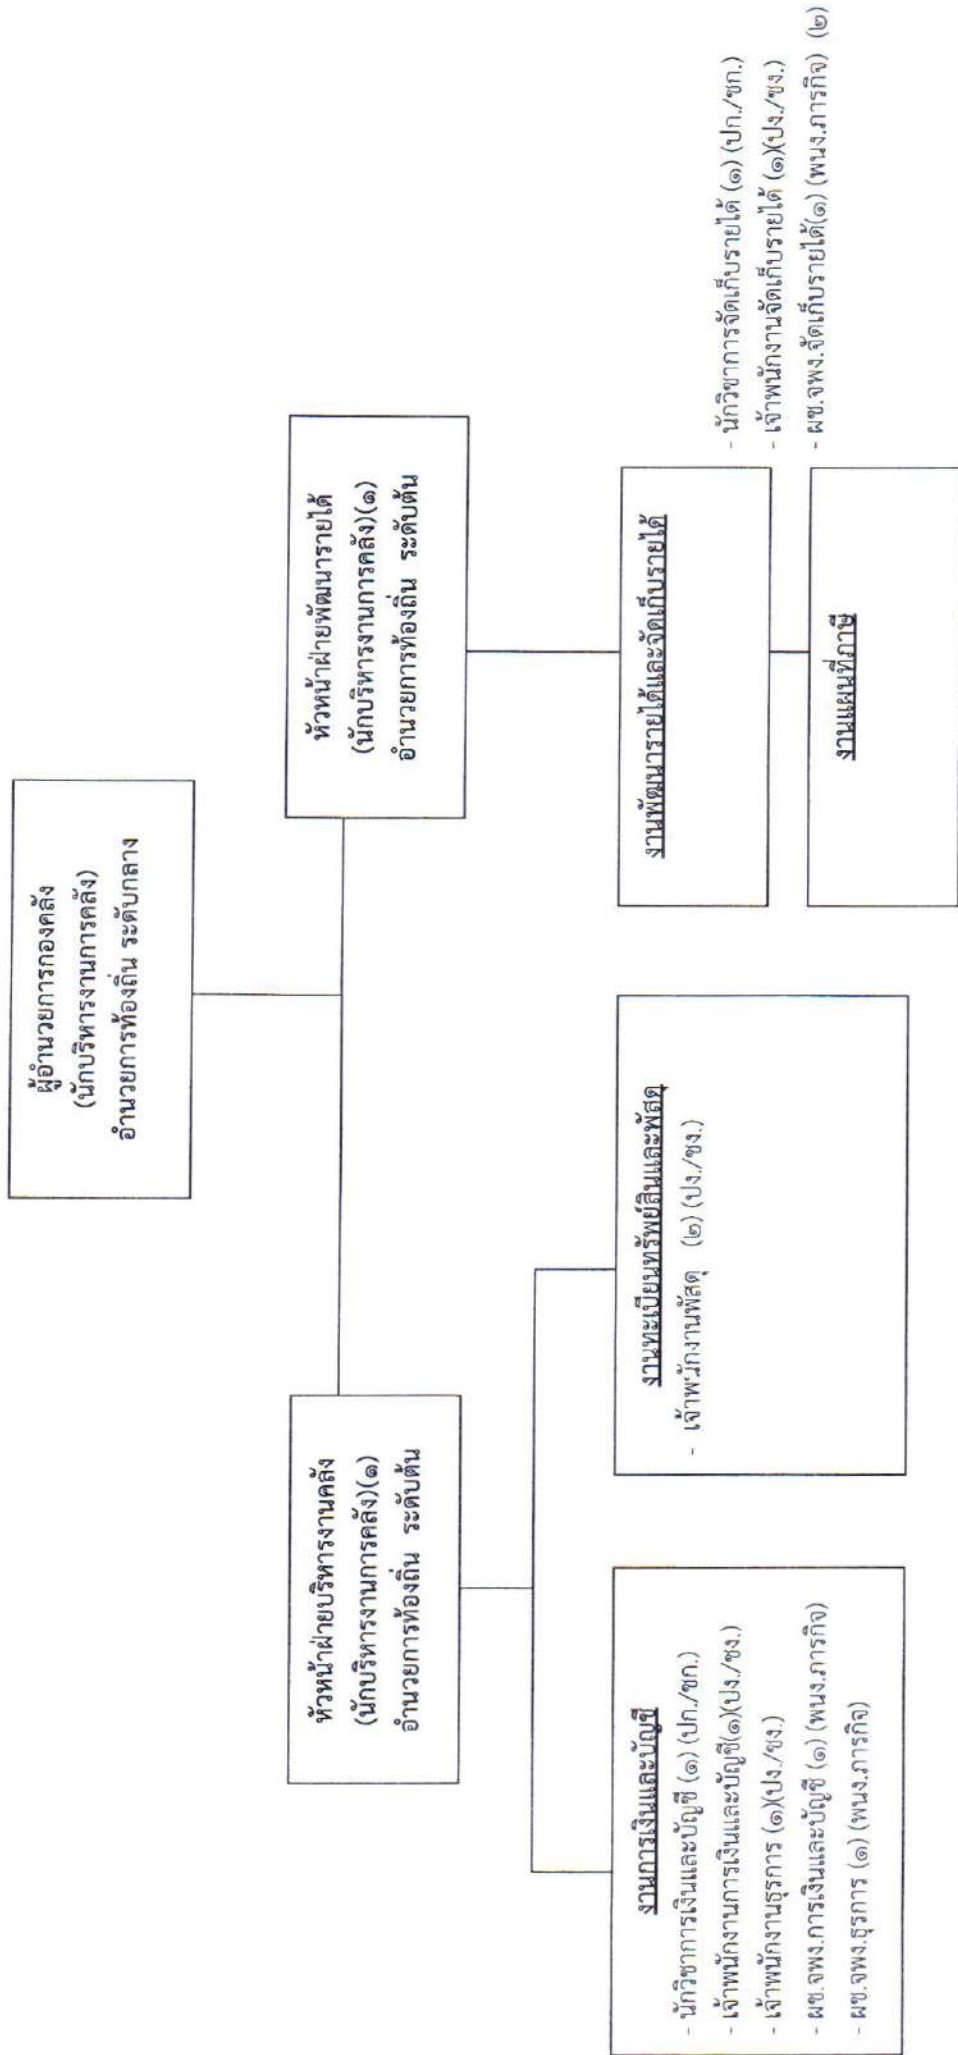 ผู้อำนวยการกองคลัง
(นักบริหารงานการคลัง)
อำนวยการท้องถิ่น ระดับกลาง
หัวหน้าฝ่ายบริหารงานคลัง
(นักบริหารงานการคลัง)(๑)
อำนวยการท้องถิ่น ระดับต้น
หัวหน้าฝ่ายพัฒนารายได้
(นักบริหารงานการคลัง)(๑)
อำนวยการท้องถิ่น ระดับต้น
งานการเงินและบัญชี
- นักวิชาการเงินและบัญชี (๑) (ปก./ชก.)
- เจ้าพนักงานการเงินและบัญชี(๑)(ปง./ชง.)
- เจ้าพนักงานธุรการ (๑)(ปง./ชง.)
- ผช.จพง.การเงินและบัญชี (๑) (พนง.ภารกิจ)
- ผช.จพง.ธุรการ (๑) (พนง.ภารกิจ)
งานทะเบียนทรัพย์สินและพัสดุ
- เจ้าพนักงานพัสดุ (๒) (ปง./ชง.)
งานพัฒนารายได้และจัดเก็บรายได้
- นักวิชาการจัดเก็บรายได้ (๑) (ปก./ชก.)
- เจ้าพนักงานจัดเก็บรายได้ (๑)(ปง./ชง.)
- ผช.จพง.จัดเก็บรายได้(๑) (พนง.ภารกิจ) (๒)
งานแผนที่ภาษี